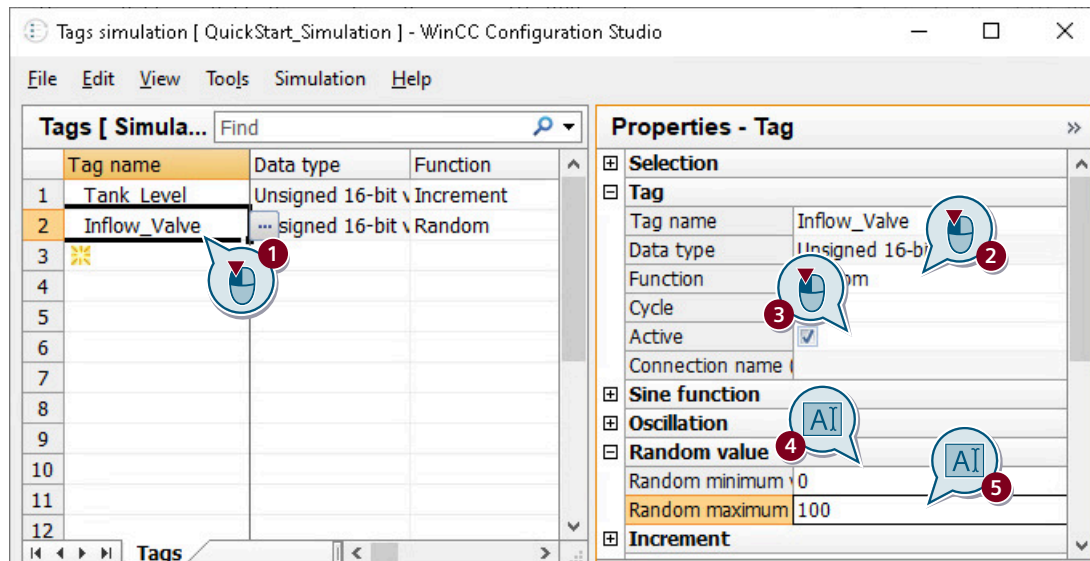 Tags simulation [ QuickStart_Simulation ] - WinCC Configuration Studio
File Edit View Tools Simulation Help
Tags [ Simula... Find
Tag name Data type Function
1 Tank_Level Unsigned 16-bit v Increment
2 Inflow_Valve ... signed 16-bit v Random
3
4
5
6
7
8
9
10
11
12
Tags
1
Properties - Tag »
Selection
Tag
Tag name Inflow_Valve
Data type Unsigned 16-bi
2
Function om
Cycle
3
Active
Connection name (
Sine function
Oscillation
AI
4
Random value
AI
5
Random minimum v 0
Random maximum 100
Increment